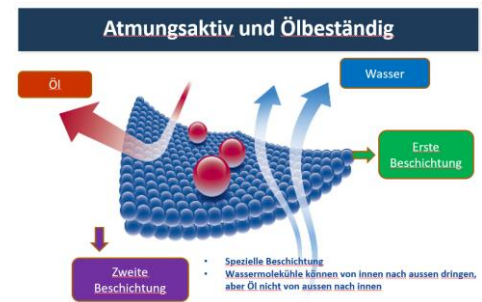 Atmungsaktiv und Ölbeständig
Öl
Wasser
Erste
Beschichtung
Zweite
Beschichtung
• Spezielle Beschichtung
• Wassermolekühle können von innen nach aussen dringen,
aber Öl nicht von aussen nach innen